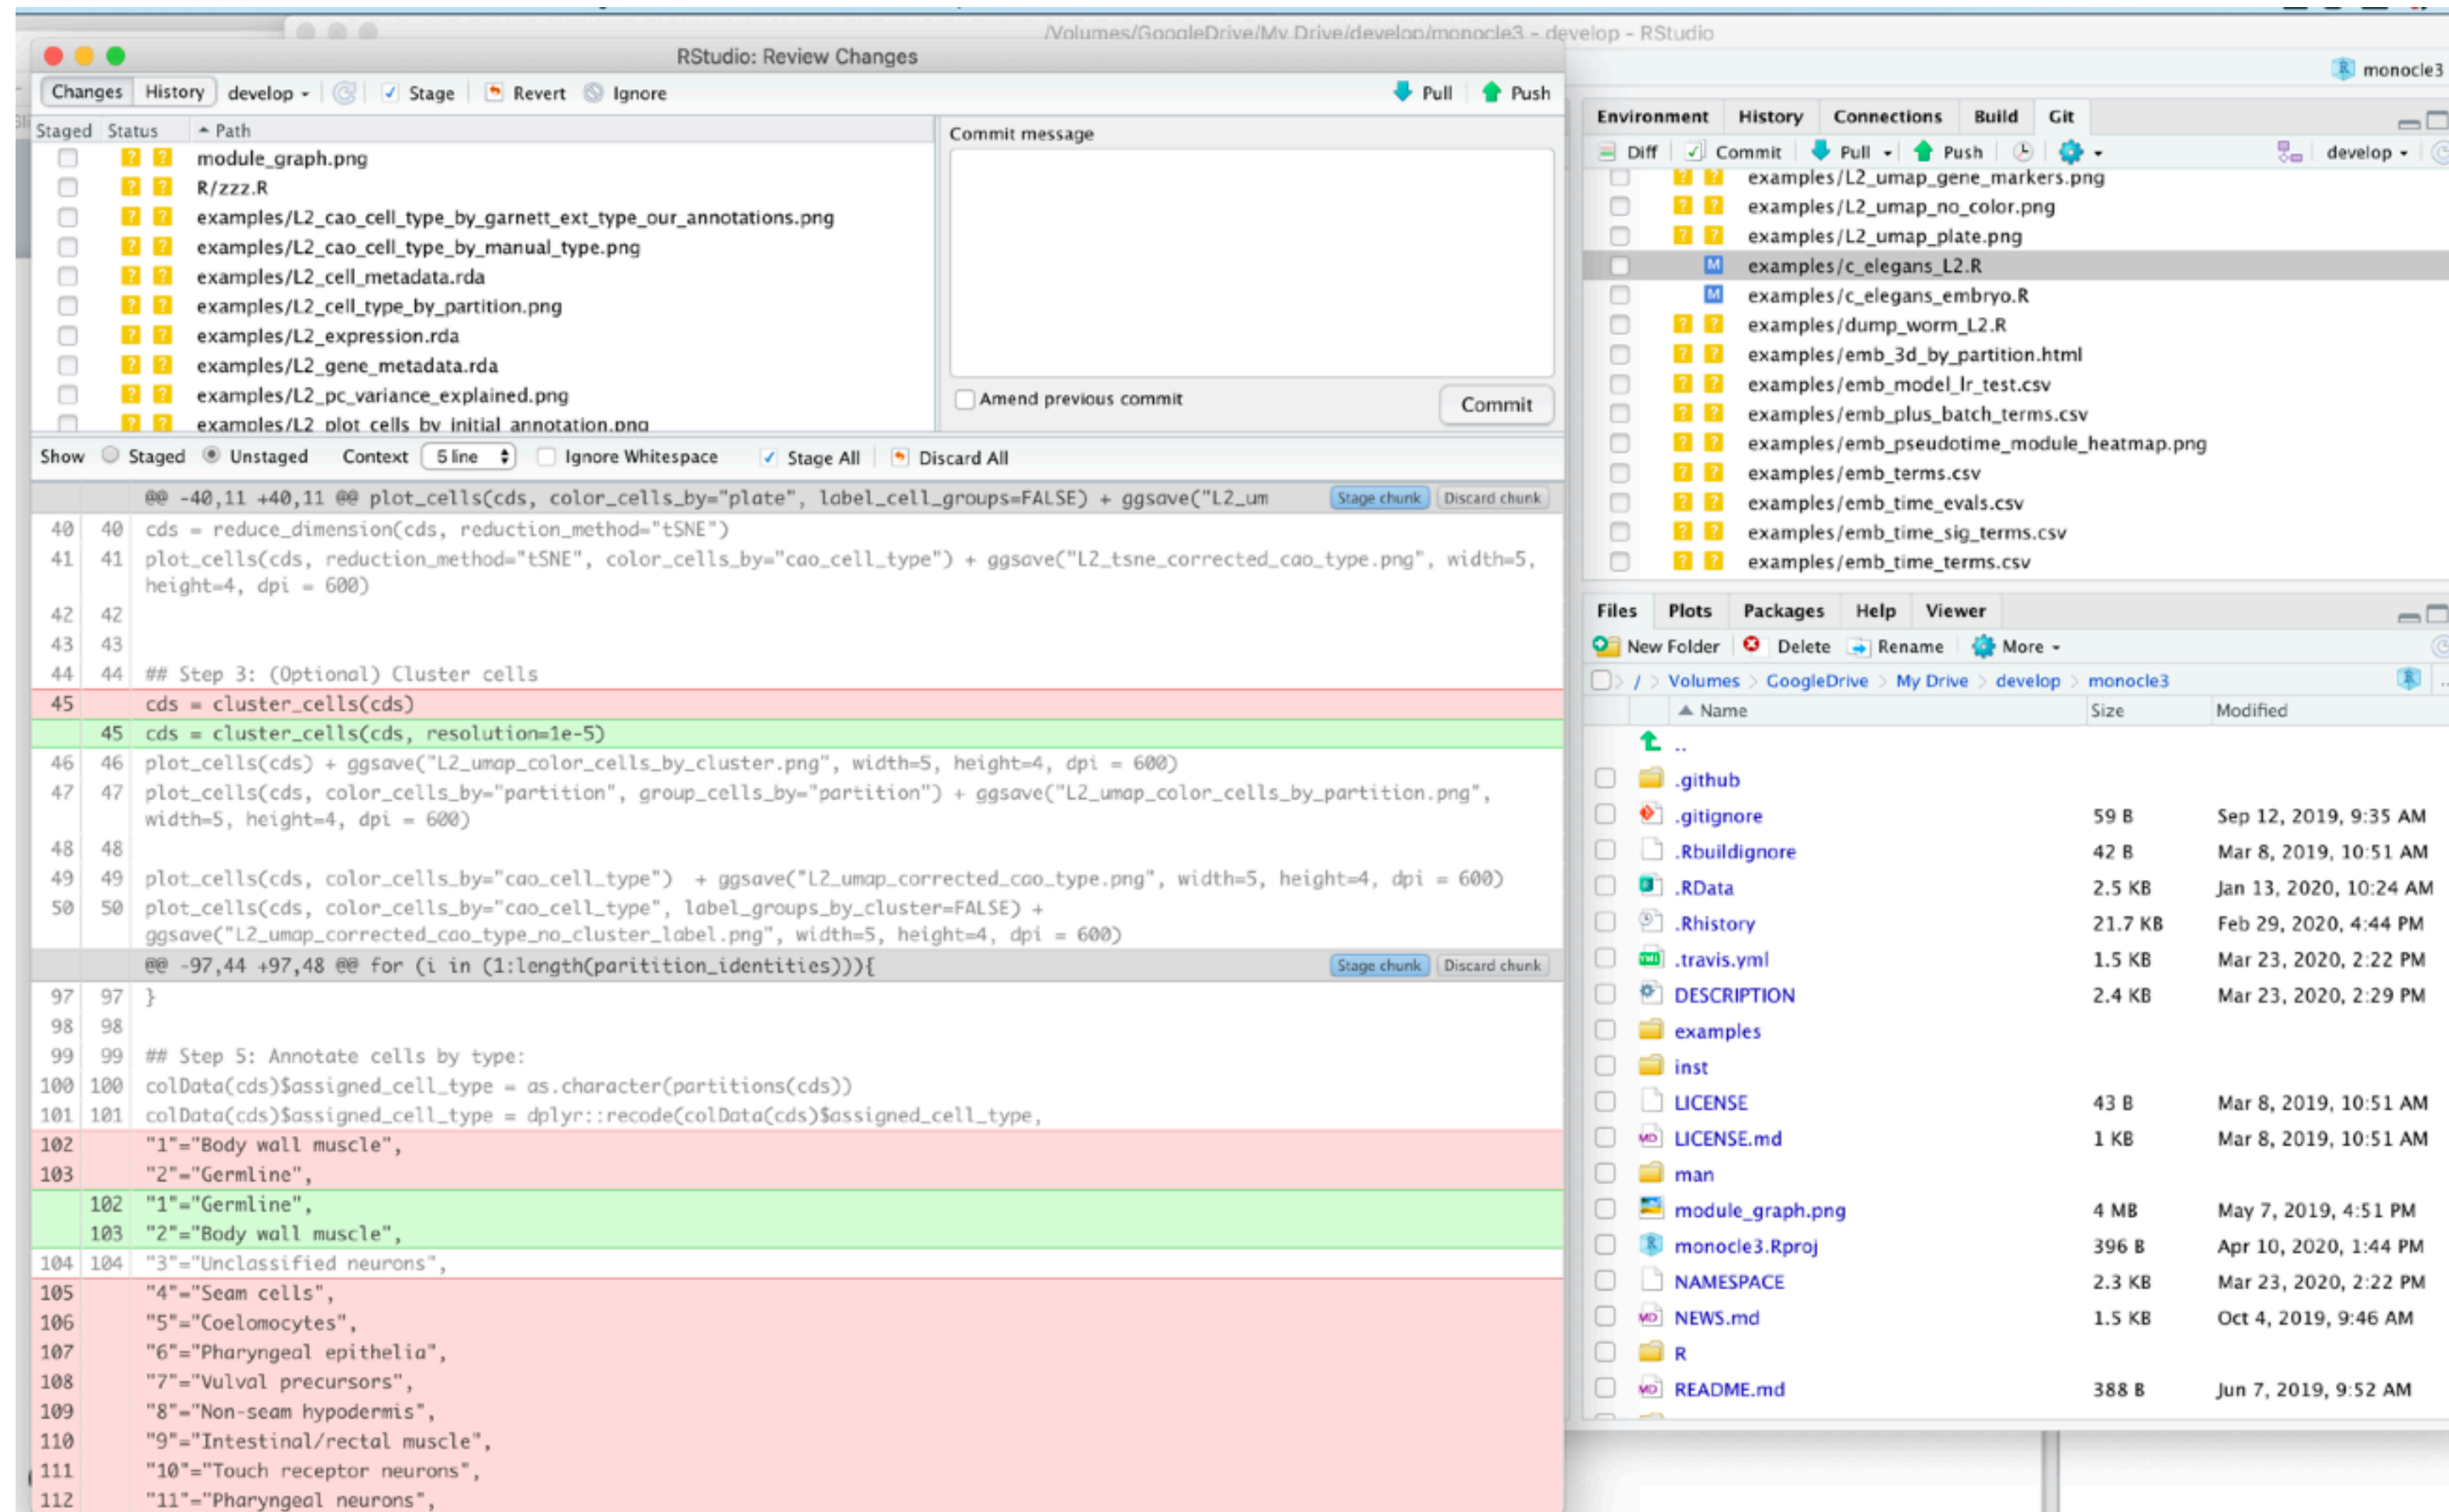 /Volumes/GoogleDrive/My Drive/develop/monocle3 - develop - RStudio
RStudio: Review Changes
Changes History develop Stage Revert Ignore Pull Push
Staged Status Path
module_graph.png
R/zzz.R
examples/L2_cao_cell_type_by_garnett_ext_type_our_annotations.png
examples/L2_cao_cell_type_by_manual_type.png
examples/L2_cell_metadata.rda
examples/L2_cell_type_by_partition.png
examples/L2_expression.rda
examples/L2_gene_metadata.rda
examples/L2_pc_variance_explained.png
examples/L2_plot_cells_by_initial_annotation.png
Commit message
Amend previous commit
Commit
Show Staged Unstaged Context 5 line Ignore Whitespace Stage All Discard All
@@ -40,11 +40,11 @@ plot_cells(cds, color_cells_by="plate", label_cell_groups=FALSE) + ggsave("L2_um Stage chunk Discard chunk
40 40 cds = reduce_dimension(cds, reduction_method="tSNE")
41 41 plot_cells(cds, reduction_method="tSNE", color_cells_by="cao_cell_type") + ggsave("L2_tsne_corrected_cao_type.png", width=5,
height=4, dpi = 600)
42 42
43 43
44 44 ## Step 3: (Optional) Cluster cells
45 cds = cluster_cells(cds)
45 cds = cluster_cells(cds, resolution=1e-5)
46 46 plot_cells(cds) + ggsave("L2_umap_color_cells_by_cluster.png", width=5, height=4, dpi = 600)
47 47 plot_cells(cds, color_cells_by="partition", group_cells_by="partition") + ggsave("L2_umap_color_cells_by_partition.png",
width=5, height=4, dpi = 600)
48 48
49 49 plot_cells(cds, color_cells_by="cao_cell_type")  + ggsave("L2_umap_corrected_cao_type.png", width=5, height=4, dpi = 600)
50 50 plot_cells(cds, color_cells_by="cao_cell_type", label_groups_by_cluster=FALSE) +
ggsave("L2_umap_corrected_cao_type_no_cluster_label.png", width=5, height=4, dpi = 600)
@@ -97,44 +97,48 @@ for (i in (1:length(paritition_identities))){ Stage chunk Discard chunk
97 97 }
98 98
99 99 ## Step 5: Annotate cells by type:
100 100 colData(cds)$assigned_cell_type = as.character(partitions(cds))
101 101 colData(cds)$assigned_cell_type = dplyr::recode(colData(cds)$assigned_cell_type,
102 "1"="Body wall muscle",
103 "2"="Germline",
102 "1"="Germline",
103 "2"="Body wall muscle",
104 104 "3"="Unclassified neurons",
105 "4"="Seam cells",
106 "5"="Coelomocytes",
107 "6"="Pharyngeal epithelia",
108 "7"="Vulval precursors",
109 "8"="Non-seam hypodermis",
110 "9"="Intestinal/rectal muscle",
111 "10"="Touch receptor neurons",
112 "11"="Pharyngeal neurons",
monocle3
Environment History Connections Build Git
Diff Commit Pull Push develop
examples/L2_umap_gene_markers.png
examples/L2_umap_no_color.png
examples/L2_umap_plate.png
M examples/c_elegans_L2.R
M examples/c_elegans_embryo.R
examples/dump_worm_L2.R
examples/emb_3d_by_partition.html
examples/emb_model_lr_test.csv
examples/emb_plus_batch_terms.csv
examples/emb_pseudotime_module_heatmap.png
examples/emb_terms.csv
examples/emb_time_evals.csv
examples/emb_time_sig_terms.csv
examples/emb_time_terms.csv
Files Plots Packages Help Viewer
New Folder Delete Rename More
/ > Volumes > GoogleDrive > My Drive > develop > monocle3
Name Size Modified
..
.github
.gitignore 59 B Sep 12, 2019, 9:35 AM
.Rbuildignore 42 B Mar 8, 2019, 10:51 AM
.RData 2.5 KB Jan 13, 2020, 10:24 AM
.Rhistory 21.7 KB Feb 29, 2020, 4:44 PM
.travis.yml 1.5 KB Mar 23, 2020, 2:22 PM
DESCRIPTION 2.4 KB Mar 23, 2020, 2:29 PM
examples
inst
LICENSE 43 B Mar 8, 2019, 10:51 AM
LICENSE.md 1 KB Mar 8, 2019, 10:51 AM
man
module_graph.png 4 MB May 7, 2019, 4:51 PM
monocle3.Rproj 396 B Apr 10, 2020, 1:44 PM
NAMESPACE 2.3 KB Mar 23, 2020, 2:22 PM
NEWS.md 1.5 KB Oct 4, 2019, 9:46 AM
R
README.md 388 B Jun 7, 2019, 9:52 AM